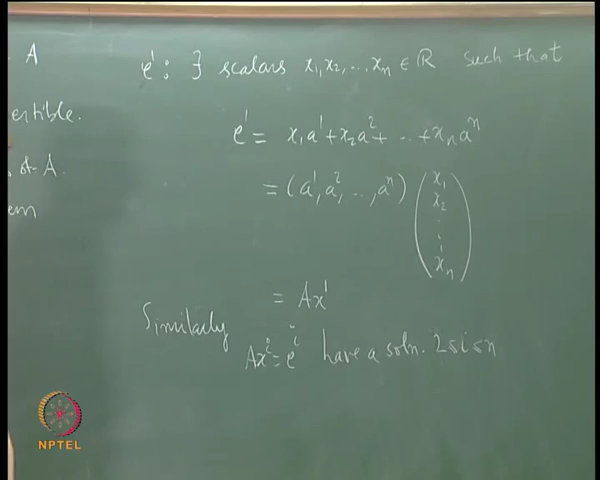 A
e¹: ∃ scalars x₁, x₂, ..., xₙ ∈ ℝ such that
ertible.
e¹ = x₁a¹ + x₂a² + .. + xₙaⁿ
of A.
= (a¹, a², ..., aⁿ) (x₁ x₂ ⋮ xₙ)
em
= Ax¹
Similarly
Axⁱ = eⁱ have a soln. 2 ≤ i ≤ n
NPTEL